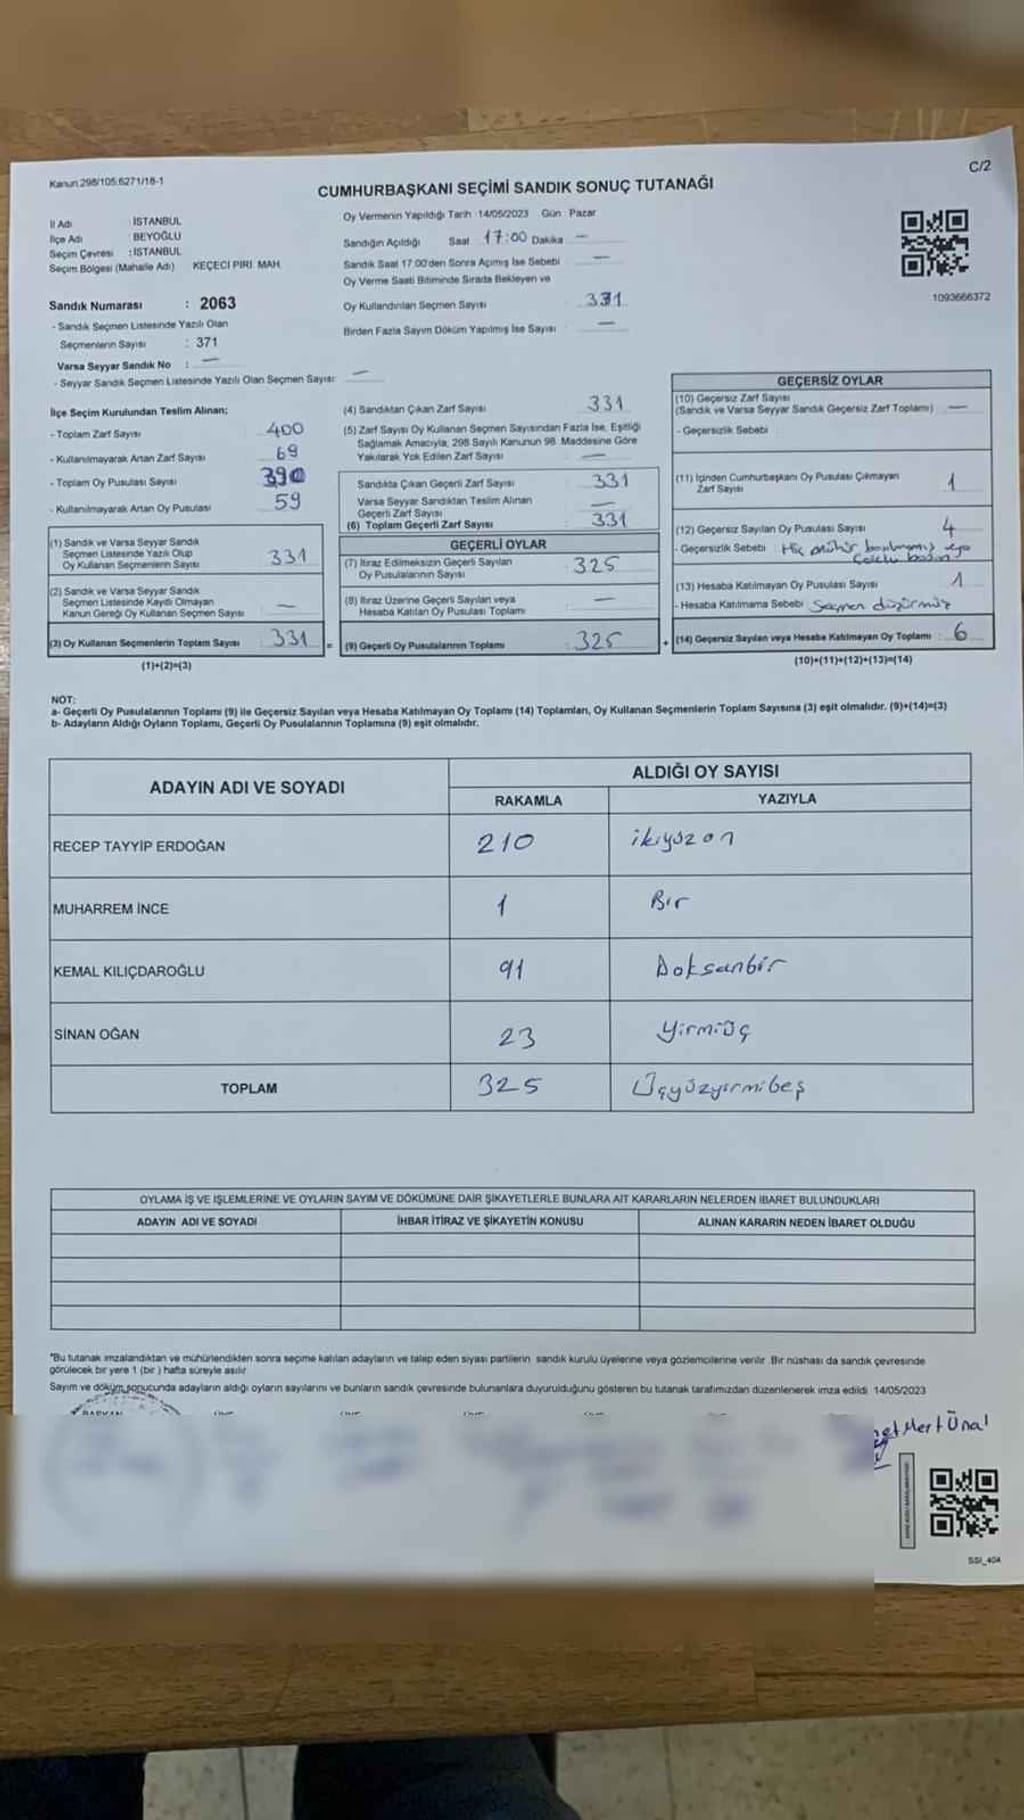 Kanun 298/105.6271/18-1
C/2
CUMHURBAŞKANI SEÇİMİ SANDIK SONUÇ TUTANAĞI
İl Adı : İSTANBUL
İlçe Adı : BEYOĞLU
Seçim Çevresi : İSTANBUL
Seçim Bölgesi (Mahalle Adı) KEÇECİ PİRİ MAH.
Oy Vermenin Yapıldığı Tarih : 14/05/2023 Gün : Pazar
Sandığın Açıldığı Saat 17:00 Dakika —
Sandık Saat 17:00'den Sonra Açımış İse Sebebi —
Oy Verme Saati Bitiminde Sırada Bekleyen ve
Oy Kullandırılan Seçmen Sayısı 331
Birden Fazla Sayım Döküm Yapılmış İse Sayısı : —
1093666372
Sandık Numarası : 2063
- Sandık Seçmen Listesinde Yazılı Olan
Seçmenlerin Sayısı : 371
Varsa Seyyar Sandık No : —
- Seyyar Sandık Seçmen Listesinde Yazılı Olan Seçmen Sayısı: —
İlçe Seçim Kurulundan Teslim Alınan;
- Toplam Zarf Sayısı 400
- Kullanılmayarak Artan Zarf Sayısı 69
- Toplam Oy Pusulası Sayısı 390
- Kullanılmayarak Artan Oy Pusulası 59
(1) Sandık ve Varsa Seyyar Sandık
Seçmen Listesinde Yazılı Olup
Oy Kullanan Seçmenlerin Sayısı 331
(2) Sandık ve Varsa Seyyar Sandık
Seçmen Listesinde Kayıtlı Olmayan
Kanun Gereği Oy Kullanan Seçmen Sayısı —
(3) Oy Kullanan Seçmenlerin Toplam Sayısı 331 =
(1)+(2)=(3)
(4) Sandıktan Çıkan Zarf Sayısı 331
(5) Zarf Sayısı Oy Kullanan Seçmen Sayısından Fazla İse, Eşitliği
Sağlamak Amacıyla, 298 Sayılı Kanunun 98. Maddesine Göre
Yakılarak Yok Edilen Zarf Sayısı —
Sandıkta Çıkan Geçerli Zarf Sayısı 331
Varsa Seyyar Sandıktan Teslim Alınan
Geçerli Zarf Sayısı —
(6) Toplam Geçerli Zarf Sayısı 331
GEÇERLİ OYLAR
(7) İtiraz Edilmeksizin Geçerli Sayılan
Oy Pusulalarının Sayısı : 325
(8) İtiraz Üzerine Geçerli Sayılan veya
Hesaba Katılan Oy Pusulası Toplamı : —
(9) Geçerli Oy Pusulalarının Toplamı : 325 +
GEÇERSİZ OYLAR
(10) Geçersiz Zarf Sayısı
(Sandık ve Varsa Seyyar Sandık Geçersiz Zarf Toplamı) —
- Geçersizlik Sebebi
(11) İçinden Cumhurbaşkanı Oy Pusulası Çıkmayan
Zarf Sayısı 1
(12) Geçersiz Sayılan Oy Pusulası Sayısı 4
- Geçersizlik Sebebi : Hiç mühür basılmamış veya
(13) Hesaba Katılmayan Oy Pusulası Sayısı 1
- Hesaba Katılmama Sebebi : Seçmen düşürmüş
(14) Geçersiz Sayılan veya Hesaba Katılmayan Oy Toplamı : 6
(10)+(11)+(12)+(13)=(14)
NOT:
a- Geçerli Oy Pusulalarının Toplamı (9) ile Geçersiz Sayılan veya Hesaba Katılmayan Oy Toplamı (14) Toplamları, Oy Kullanan Seçmenlerin Toplam Sayısına (3) eşit olmalıdır. (9)+(14)=(3)
b- Adayların Aldığı Oyların Toplamı, Geçerli Oy Pusulalarının Toplamına (9) eşit olmalıdır.
ADAYIN ADI VE SOYADI
ALDIĞI OY SAYISI
RAKAMLA YAZIYLA
RECEP TAYYİP ERDOĞAN 210 ikiyüzon
MUHARREM İNCE 1 Bir
KEMAL KILIÇDAROĞLU 91 Doksanbir
SİNAN OĞAN 23 Yirmiüç
TOPLAM 325 Üçyüzyirmibeş
OYLAMA İŞ VE İŞLEMLERİNE VE OYLARIN SAYIM VE DÖKÜMÜNE DAİR ŞİKAYETLERLE BUNLARA AİT KARARLARIN NELERDEN İBARET BULUNDUKLARI
ADAYIN ADI VE SOYADI İHBAR İTİRAZ VE ŞİKAYETİN KONUSU ALINAN KARARIN NEDEN İBARET OLDUĞU
*Bu tutanak imzalandıktan ve mühürlendikten sonra seçime katılan adayların ve talep eden siyasi partilerin sandık kurulu üyelerine veya gözlemcilerine verilir. Bir nüshası da sandık çevresinde
görülecek bir yere 1 (bir) hafta süreyle asılır
Sayım ve döküm sonucunda adayların aldığı oyların sayılarını ve bunların sandık çevresinde bulunanlara duyurulduğunu gösteren bu tutanak tarafımızdan düzenlenerek imza edildi. 14/05/2023
BAŞKAN
Mert Ünal
SSI_404